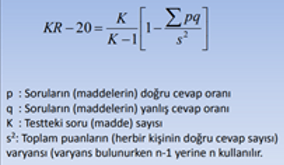 KR-20 = K / K-1 [1 - ∑pq / s²]
p : Soruların (maddelerin) doğru cevap oranı
q : Soruların (maddelerin) yanlış cevap oranı
K : Testteki soru (madde) sayısı
s²: Toplam puanların (herbir kişinin doğru cevap sayısı)
varyansı (varyans bulunurken n-1 yerine n kullanılır.